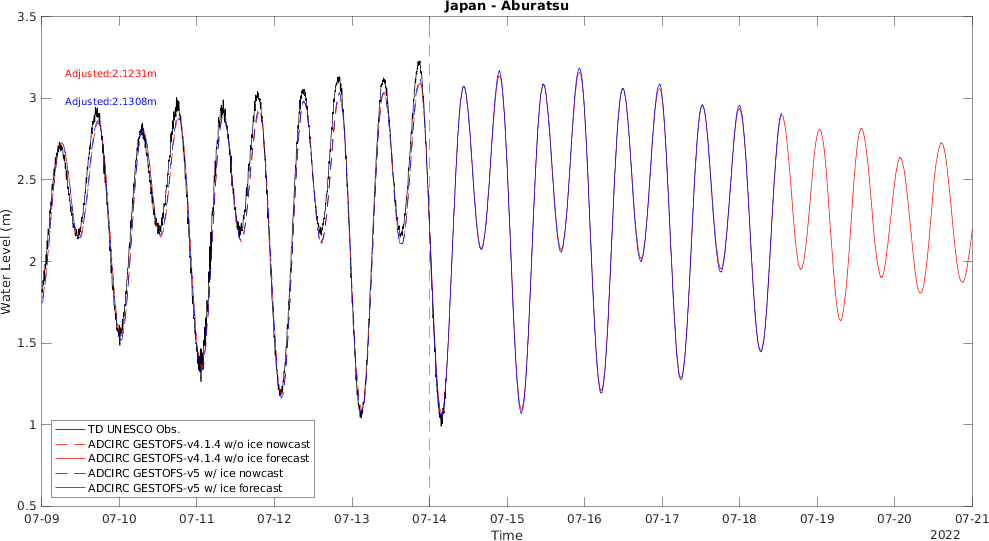 Japan - Aburatsu
3.5
Adjusted:2.1231m
3
Adjusted:2.1308m
2.5
Water Level (m)
2
1.5
1
0.5
TD UNESCO Obs.
ADCIRC GESTOFS-v4.1.4 w/o ice nowcast
ADCIRC GESTOFS-v4.1.4 w/o ice forecast
ADCIRC GESTOFS-v5 w/ ice nowcast
ADCIRC GESTOFS-v5 w/ ice forecast
07-09 07-10 07-11 07-12 07-13 07-14 07-15 07-16 07-17 07-18 07-19 07-20 07-21
Time
2022